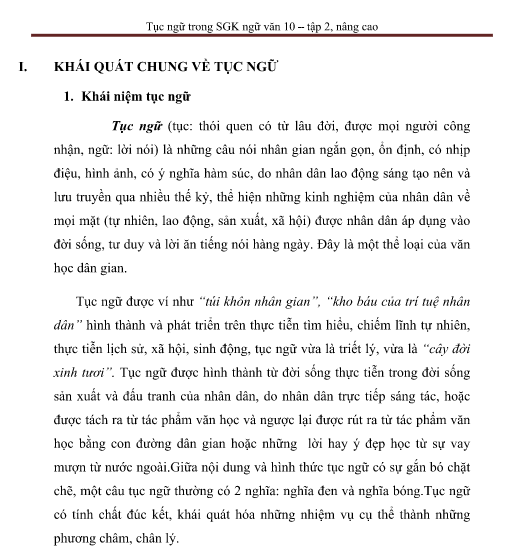 Tục ngữ trong SGK ngữ văn 10 – tập 2, nâng cao
I. KHÁI QUÁT CHUNG VỀ TỤC NGỮ
1. Khái niệm tục ngữ
Tục ngữ (tục: thói quen có từ lâu đời, được mọi người công
nhận, ngữ: lời nói) là những câu nói nhân gian ngắn gọn, ổn định, có nhịp
điệu, hình ảnh, có ý nghĩa hàm súc, do nhân dân lao động sáng tạo nên và
lưu truyền qua nhiều thế kỷ, thể hiện những kinh nghiệm của nhân dân về
mọi mặt (tự nhiên, lao động, sản xuất, xã hội) được nhân dân áp dụng vào
đời sống, tư duy và lời ăn tiếng nói hàng ngày. Đây là một thể loại của văn
học dân gian.
Tục ngữ được ví như “túi khôn nhân gian”, “kho báu của trí tuệ nhân
dân” hình thành và phát triển trên thực tiễn tìm hiểu, chiếm lĩnh tự nhiên,
thực tiễn lịch sử, xã hội, sinh động, tục ngữ vừa là triết lý, vừa là “cây đời
xinh tươi”. Tục ngữ được hình thành từ đời sống thực tiễn trong đời sống
sản xuất và đấu tranh của nhân dân, do nhân dân trực tiếp sáng tác, hoặc
được tách ra từ tác phẩm văn học và ngược lại được rút ra từ tác phẩm văn
học bằng con đường dân gian hoặc những lời hay ý đẹp học từ sự vay
mượn từ nước ngoài.Giữa nội dung và hình thức tục ngữ có sự gắn bó chặt
chẽ, một câu tục ngữ thường có 2 nghĩa: nghĩa đen và nghĩa bóng.Tục ngữ
có tính chất đúc kết, khái quát hóa những nhiệm vụ cụ thể thành những
phương châm, chân lý.